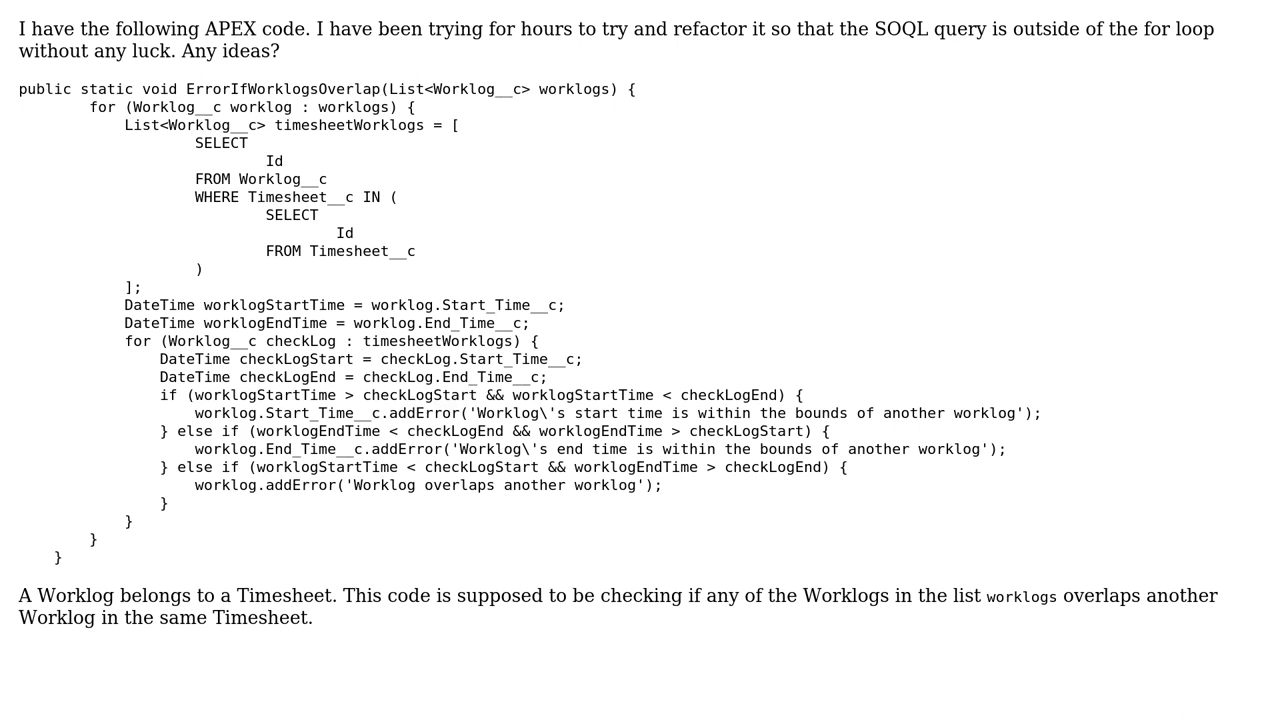 I have the following APEX code. I have been trying for hours to try and refactor it so that the SOQL query is outside of the for loop
without any luck. Any ideas?
public static void ErrorIfWorklogsOverlap(List<Worklog__c> worklogs) {
        for (Worklog__c worklog : worklogs) {
            List<Worklog__c> timesheetWorklogs = [
                    SELECT
                            Id
                    FROM Worklog__c
                    WHERE Timesheet__c IN (
                            SELECT
                                    Id
                            FROM Timesheet__c
                    )
            ];
            DateTime worklogStartTime = worklog.Start_Time__c;
            DateTime worklogEndTime = worklog.End_Time__c;
            for (Worklog__c checkLog : timesheetWorklogs) {
                DateTime checkLogStart = checkLog.Start_Time__c;
                DateTime checkLogEnd = checkLog.End_Time__c;
                if (worklogStartTime > checkLogStart && worklogStartTime < checkLogEnd) {
                    worklog.Start_Time__c.addError('Worklog\'s start time is within the bounds of another worklog');
                } else if (worklogEndTime < checkLogEnd && worklogEndTime > checkLogStart) {
                    worklog.End_Time__c.addError('Worklog\'s end time is within the bounds of another worklog');
                } else if (worklogStartTime < checkLogStart && worklogEndTime > checkLogEnd) {
                    worklog.addError('Worklog overlaps another worklog');
                }
            }
        }
    }
A Worklog belongs to a Timesheet. This code is supposed to be checking if any of the Worklogs in the list worklogs overlaps another
Worklog in the same Timesheet.